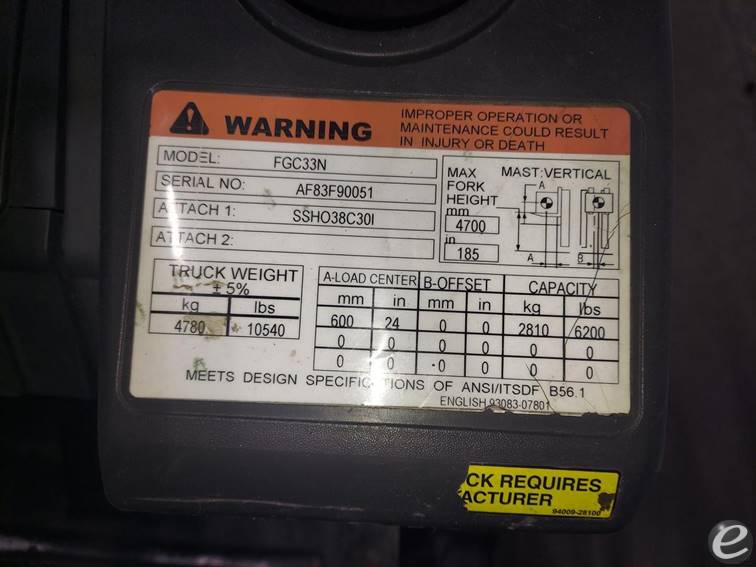 WARNING
IMPROPER OPERATION OR
MAINTENANCE COULD RESULT
IN INJURY OR DEATH
MODEL: FGC33N
SERIAL NO: AF83F90051
ATTACH 1: SSHO38C30I
ATTACH 2:
MAX
FORK
HEIGHT
mm
4700
in
185
MAST:VERTICAL
A
A B
TRUCK WEIGHT
± 5%
kg lbs
4780 10540
A-LOAD CENTER B-OFFSET CAPACITY
mm in mm in kg lbs
600 24 0 0 2810 6200
0 0 0 0 0 0
0 0 0 0 0 0
MEETS DESIGN SPECIFICATIONS OF ANSI/ITSDF B56.1
ENGLISH 93083-07801
CK REQUIRES
ACTURER
94009-28100
e